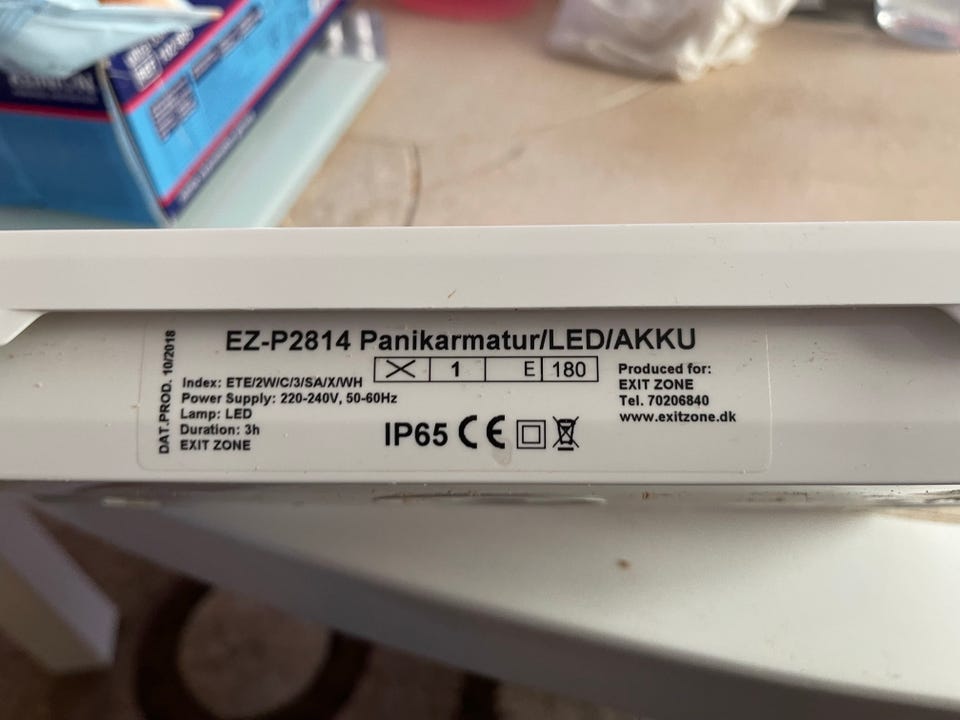 EZ-P2814 Panikarmatur/LED/AKKU
X 1 E 180
DAT.PROD. 10/2018
Index: ETE/2W/C/3/SA/X/WH
Power Supply: 220-240V, 50-60Hz
Lamp: LED
Duration: 3h
EXIT ZONE
IP65 CE
Produced for:
EXIT ZONE
Tel. 70206840
www.exitzone.dk